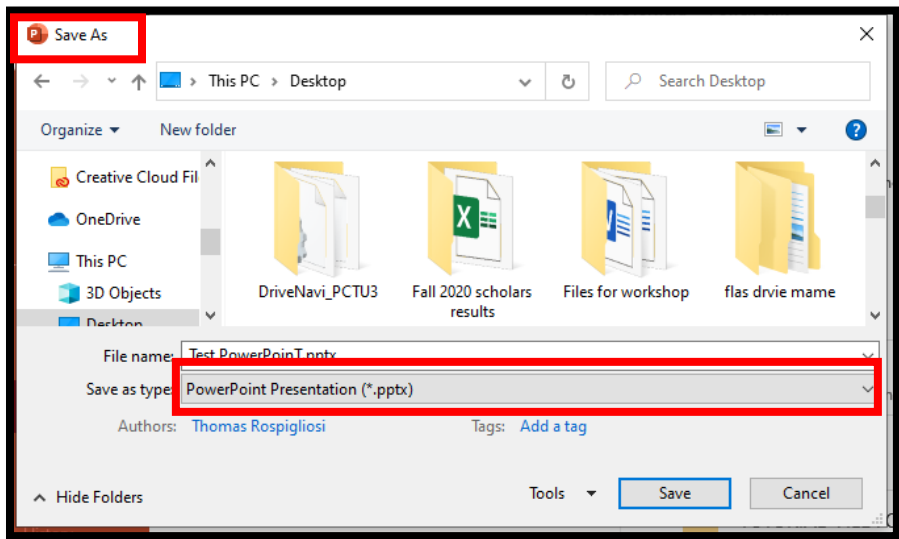 Save As
This PC > Desktop
Search Desktop
Organize
New folder
Creative Cloud Fil
OneDrive
This PC
3D Objects
Desktop
DriveNavi_PCTU3
Fall 2020 scholars
results
Files for workshop
flas drvie mame
File name: Test PowerPoinT.pptx
Save as type: PowerPoint Presentation (*.pptx)
Authors: Thomas Rospigliosi
Tags: Add a tag
Hide Folders
Tools
Save
Cancel